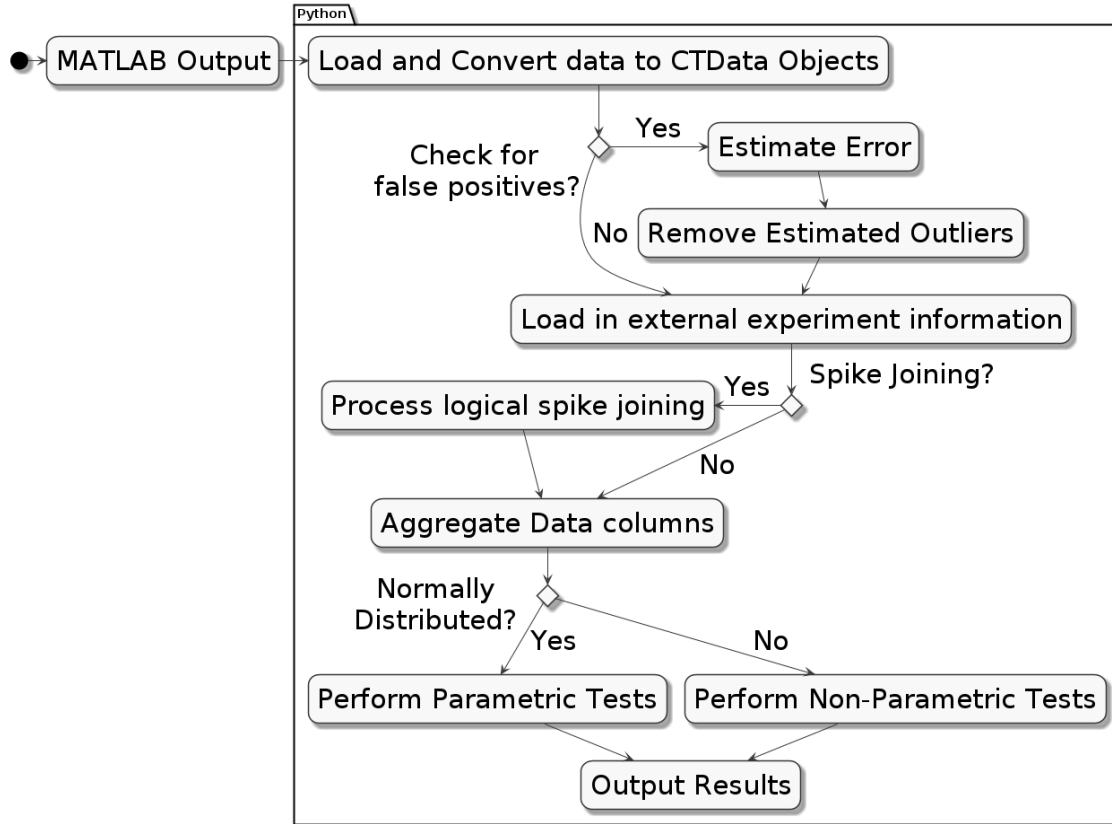 Python
MATLAB Output
Load and Convert data to CTData Objects
Yes
Check for
false positives?
Estimate Error
No
Remove Estimated Outliers
Load in external experiment information
Spike Joining?
Yes
Process logical spike joining
No
Aggregate Data columns
Normally
Distributed?
Yes
No
Perform Parametric Tests
Perform Non-Parametric Tests
Output Results